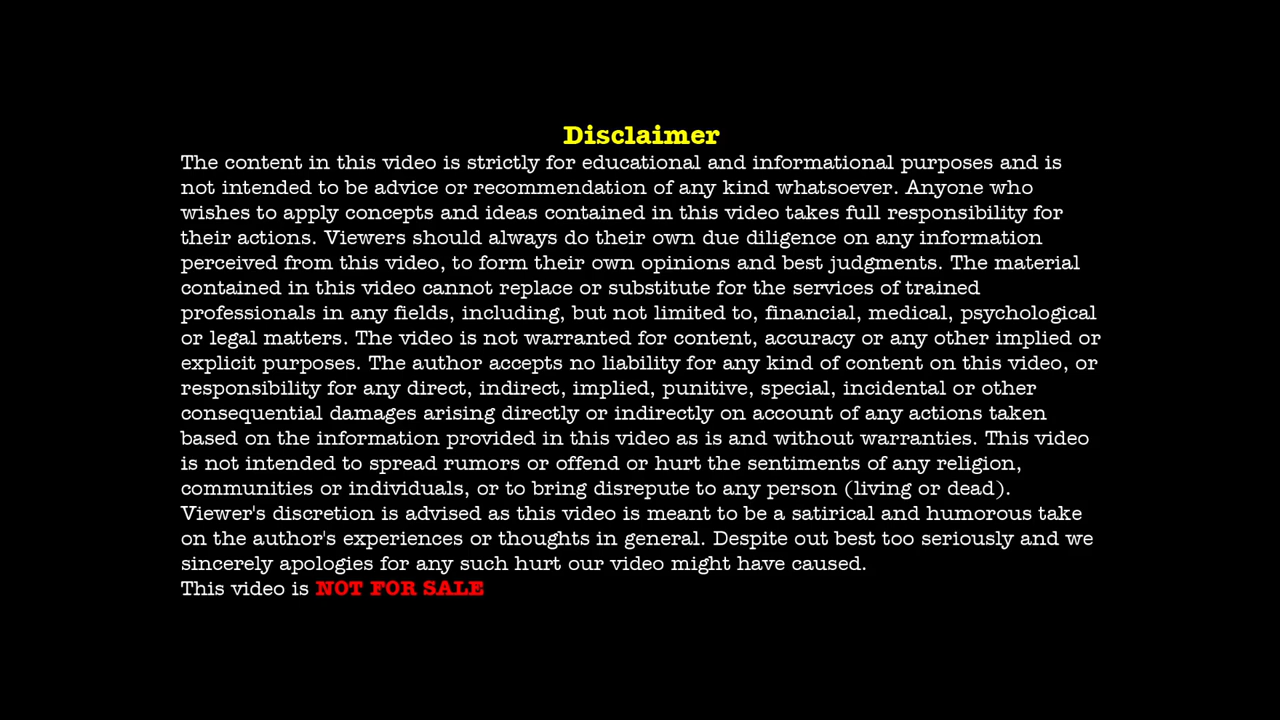 Disclaimer
The content in this video is strictly for educational and informational purposes and is
not intended to be advice or recommendation of any kind whatsoever. Anyone who
wishes to apply concepts and ideas contained in this video takes full responsibility for
their actions. Viewers should always do their own due diligence on any information
perceived from this video, to form their own opinions and best judgments. The material
contained in this video cannot replace or substitute for the services of trained
professionals in any fields, including, but not limited to, financial, medical, psychological
or legal matters. The video is not warranted for content, accuracy or any other implied or
explicit purposes. The author accepts no liability for any kind of content on this video, or
responsibility for any direct, indirect, implied, punitive, special, incidental or other
consequential damages arising directly or indirectly on account of any actions taken
based on the information provided in this video as is and without warranties. This video
is not intended to spread rumors or offend or hurt the sentiments of any religion,
communities or individuals, or to bring disrepute to any person (living or dead).
Viewer's discretion is advised as this video is meant to be a satirical and humorous take
on the author's experiences or thoughts in general. Despite out best too seriously and we
sincerely apologies for any such hurt our video might have caused.
This video is NOT FOR SALE